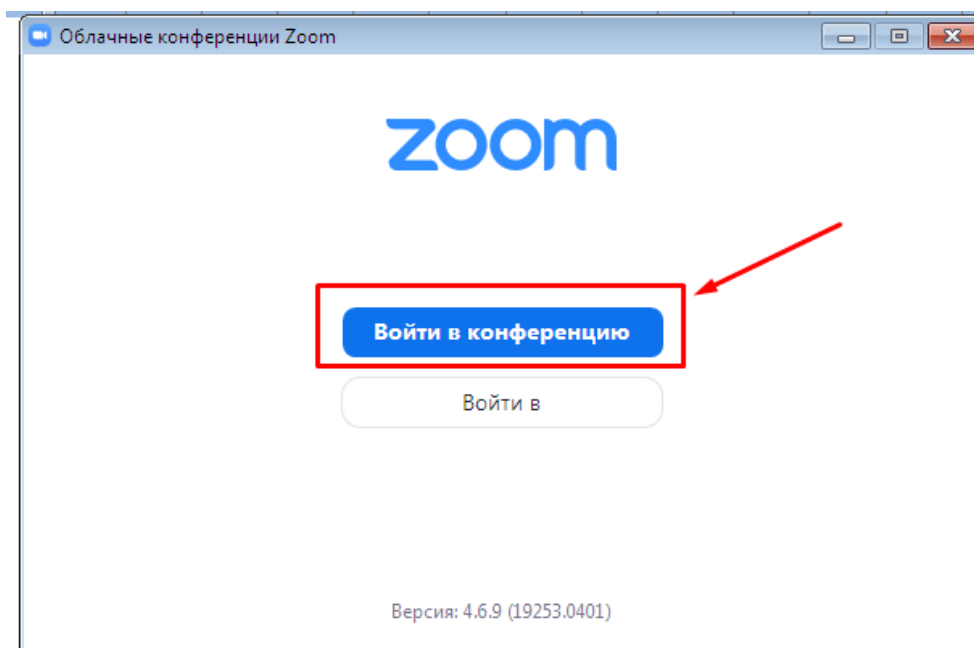 Облачные конференции Zoom
zoom
Войти в конференцию
Войти в
Версия: 4.6.9 (19253.0401)